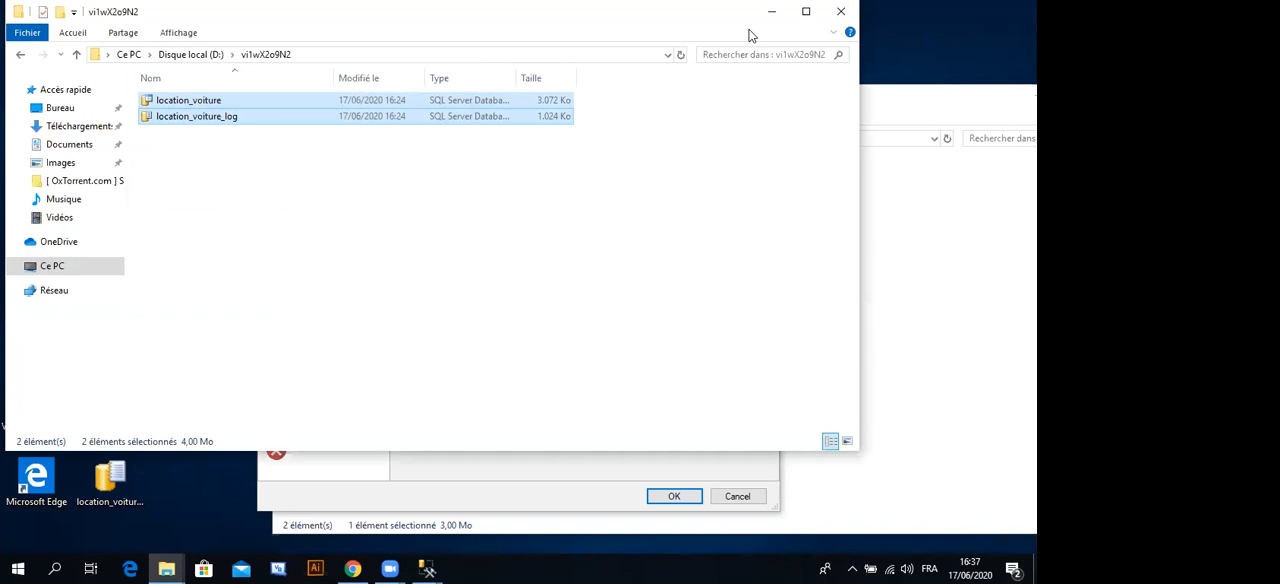 vi1wX2o9N2
Fichier Accueil Partage Affichage
Ce PC > Disque local (D:) > vi1wX2o9N2
Rechercher dans : vi1wX2o9N2
Nom Modifié le Type Taille
location_voiture 17/06/2020 16:24 SQL Server Databa... 3.072 Ko
location_voiture_log 17/06/2020 16:24 SQL Server Databa... 1.024 Ko
Accès rapide
Bureau
Téléchargement:
Documents
Images
[ OxTorrent.com ] S
Musique
Vidéos
OneDrive
Ce PC
Réseau
2 élément(s) 2 éléments sélectionnés 4,00 Mo
Rechercher dans
Microsoft Edge
location_voitur...
OK Cancel
2 élément(s) 1 élément sélectionné 3,00 Mo
FRA
16:37
17/06/2020
2